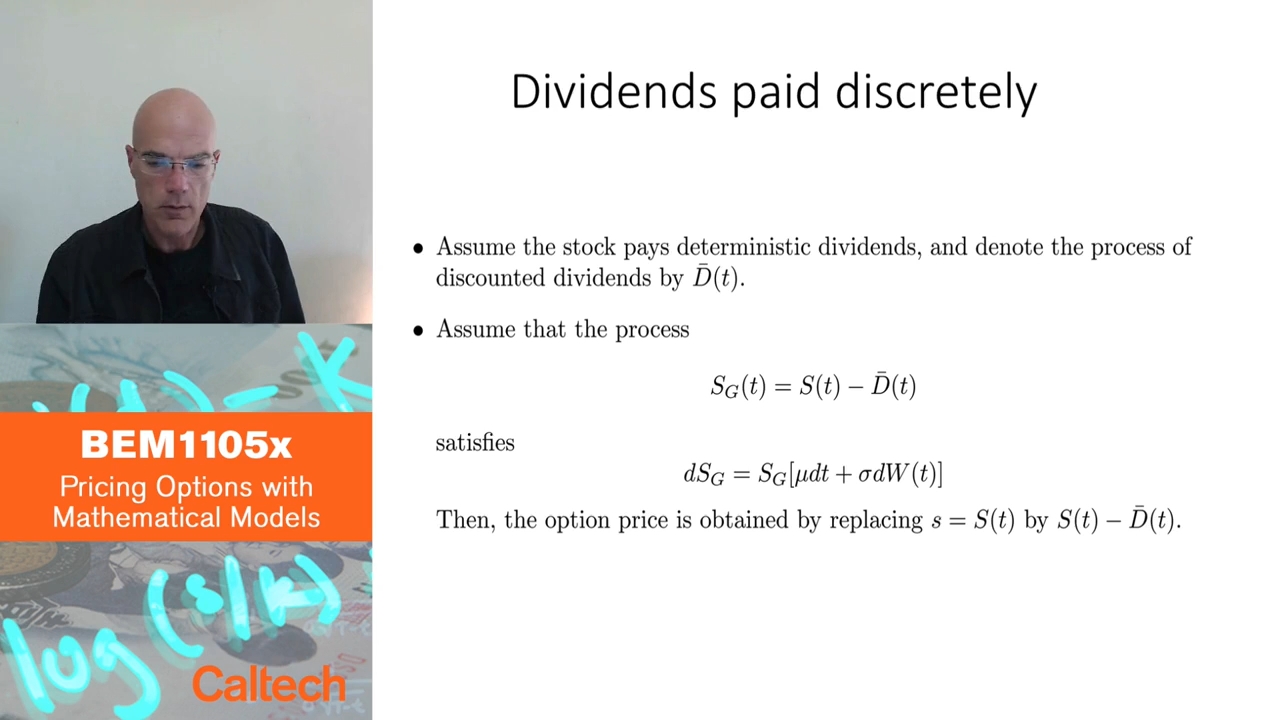 Dividends paid discretely
• Assume the stock pays deterministic dividends, and denote the process of
discounted dividends by D̄(t).
• Assume that the process
S_G(t) = S(t) − D̄(t)
satisfies
dS_G = S_G[μdt + σdW(t)]
Then, the option price is obtained by replacing s = S(t) by S(t) − D̄(t).
BEM1105x
Pricing Options with
Mathematical Models
log (s/k)
Caltech